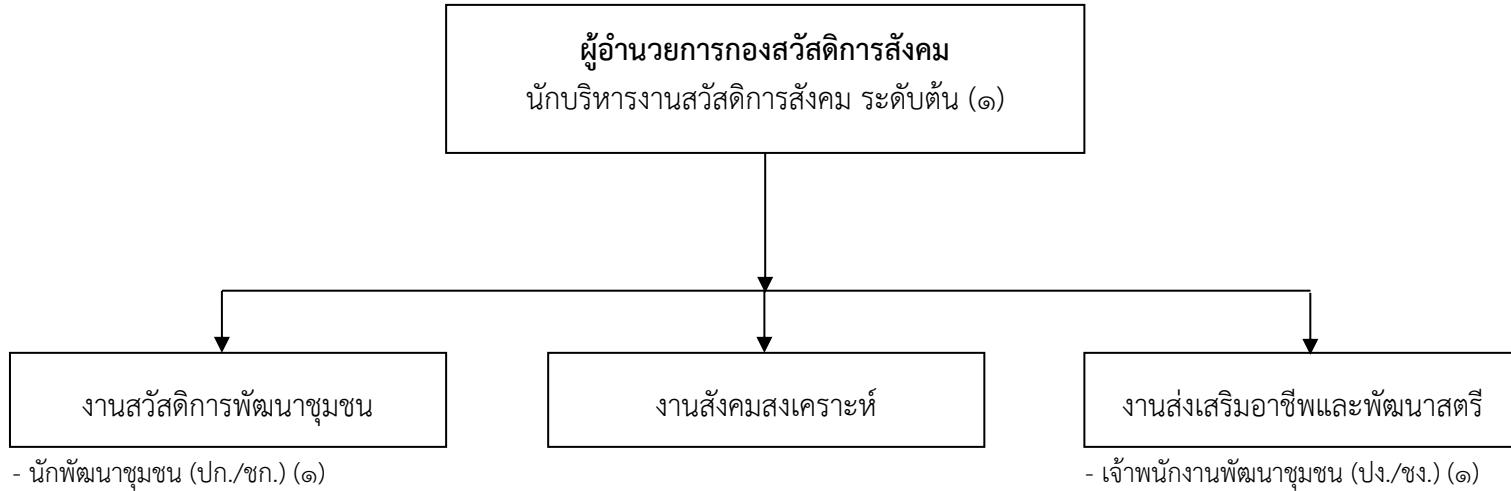 ผู้อำนวยการกองสวัสดิการสังคม
นักบริหารงานสวัสดิการสังคม ระดับต้น (๑)
งานสวัสดิการพัฒนาชุมชน
งานสังคมสงเคราะห์
งานส่งเสริมอาชีพและพัฒนาสตรี
- นักพัฒนาชุมชน (ปก./ชก.) (๑)
- เจ้าพนักงานพัฒนาชุมชน (ปง./ชง.) (๑)